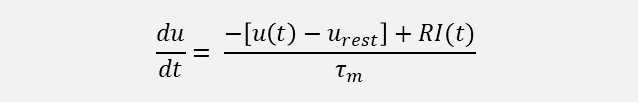 du/dt = (-[u(t) − u_rest] + RI(t))/τ_m